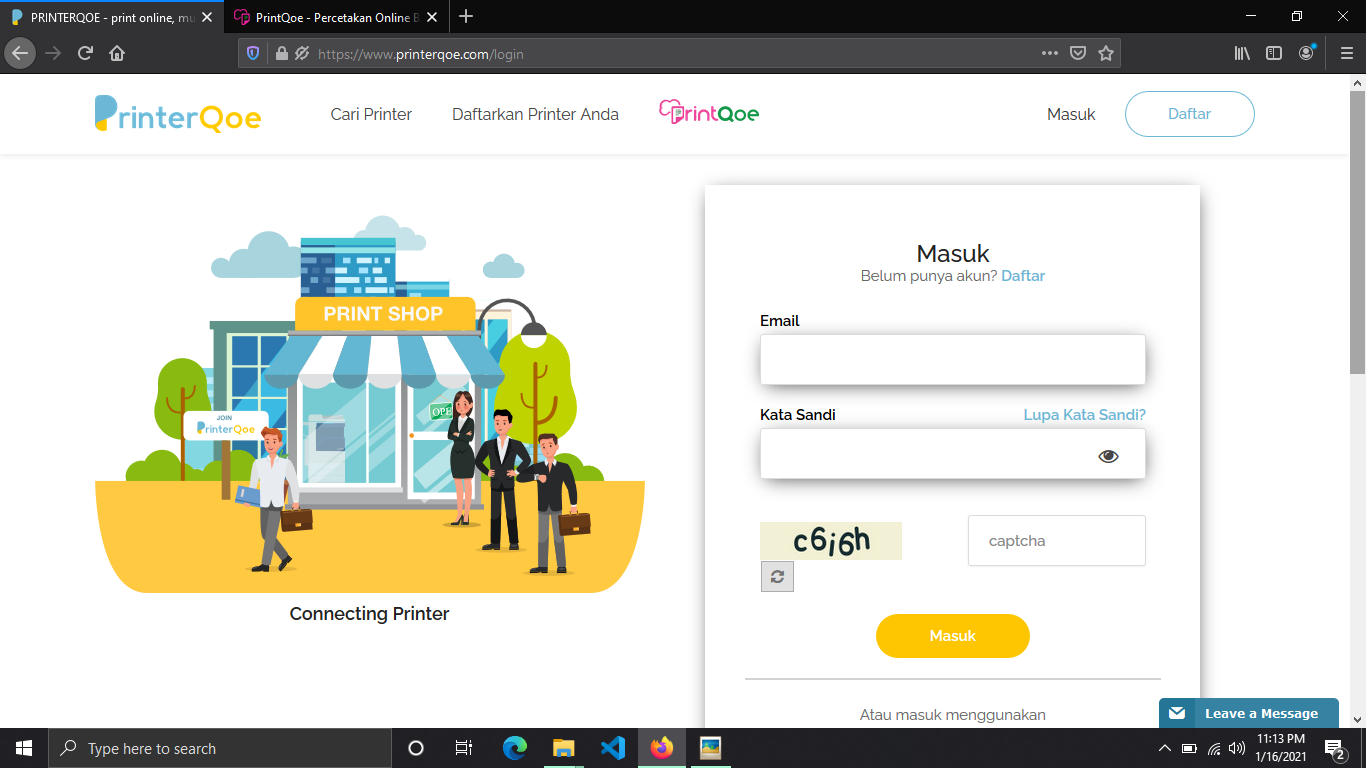 PRINTERQOE - print online, mu
PrintQoe - Percetakan Online B
https://www.printerqoe.com/login
PrinterQoe
Cari Printer
Daftarkan Printer Anda
PrintQoe
Masuk
Daftar
PRINT SHOP
OPE
JOIN
PrinterQoe
Connecting Printer
Masuk
Belum punya akun? Daftar
Email
Kata Sandi
Lupa Kata Sandi?
c6i6h
captcha
Masuk
Atau masuk menggunakan
Leave a Message
Type here to search
11:13 PM
1/16/2021
2